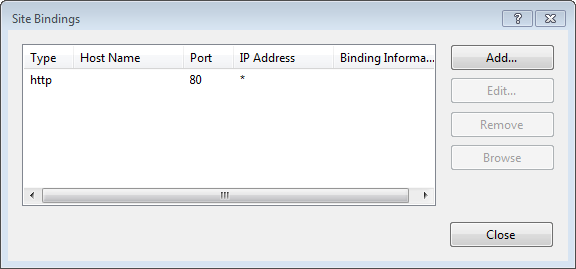 Site Bindings
Type Host Name Port IP Address Binding Informa...
http 80 *
Add...
Edit...
Remove
Browse
Close